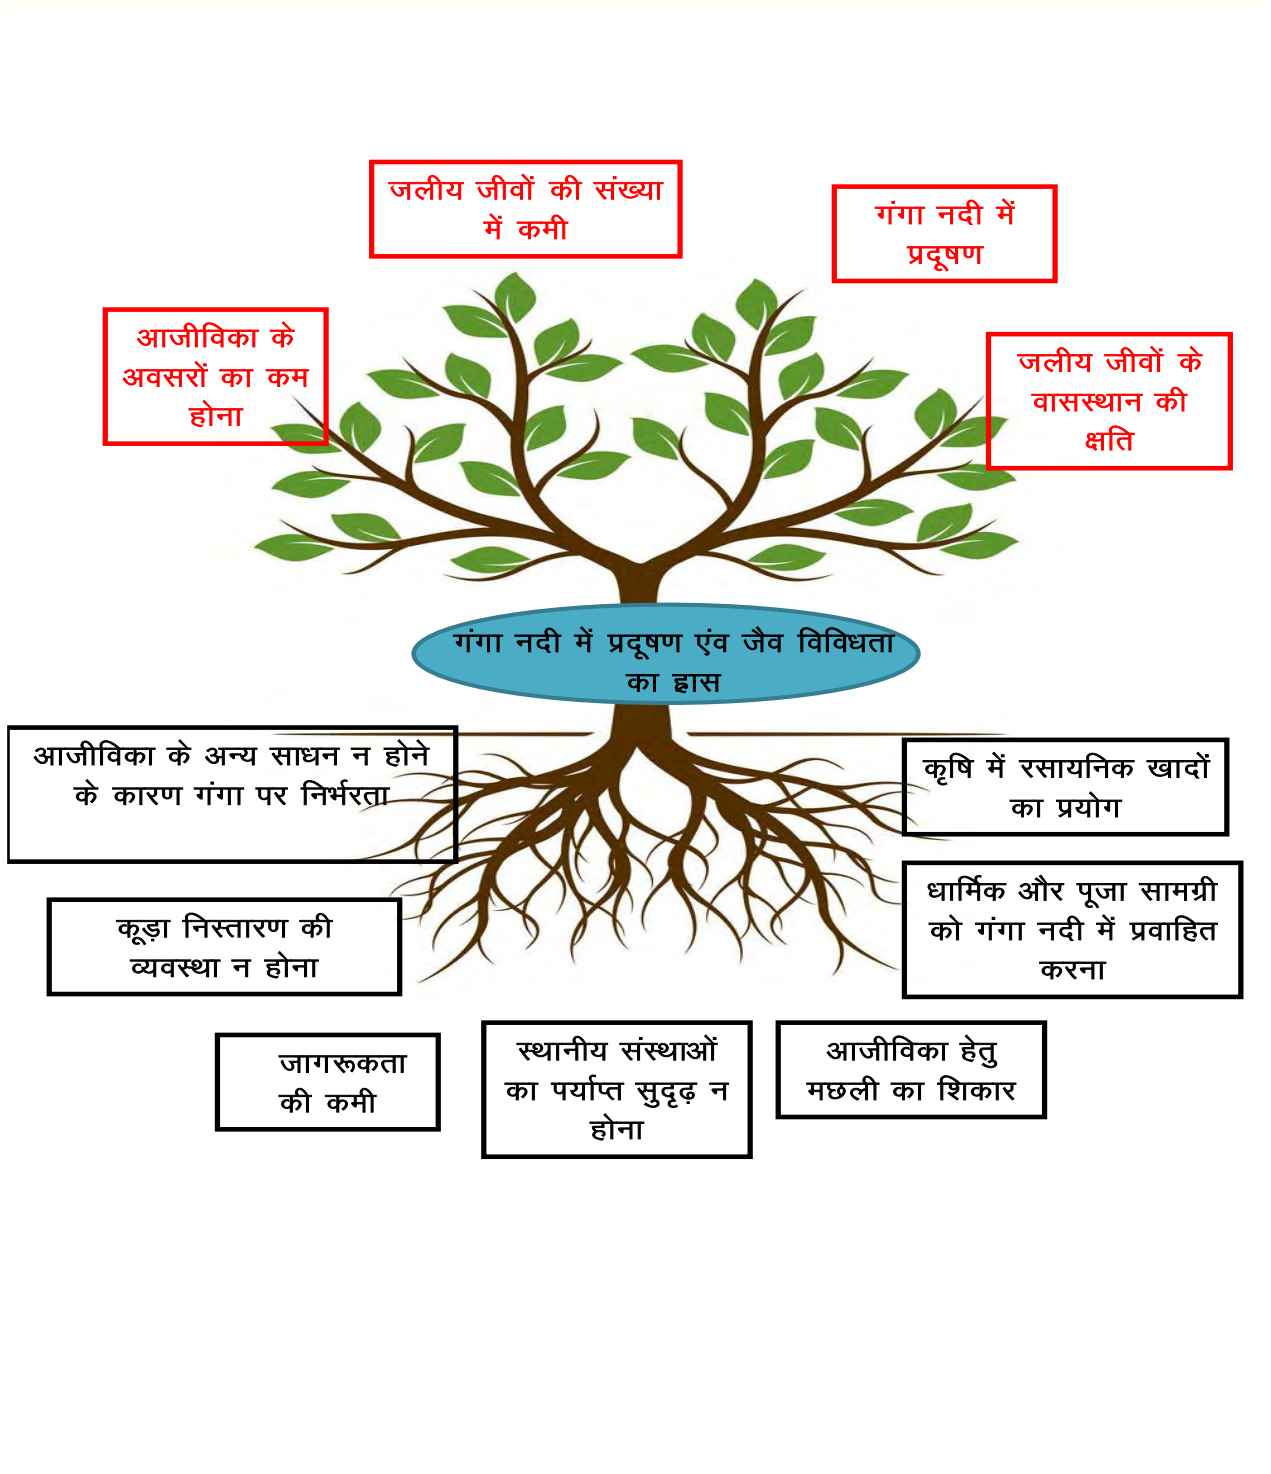 जलीय जीवों की संख्या
में कमी
गंगा नदी में
प्रदूषण
आजीविका के
अवसरों का कम
होना
जलीय जीवों के
वासस्थान की
क्षति
गंगा नदी में प्रदूषण एंव जैव विविधता
का ह्रास
आजीविका के अन्य साधन न होने
के कारण गंगा पर निर्भरता
कृषि में रसायनिक खादों
का प्रयोग
कूड़ा निस्तारण की
व्यवस्था न होना
धार्मिक और पूजा सामग्री
को गंगा नदी में प्रवाहित
करना
जागरूकता
की कमी
स्थानीय संस्थाओं
का पर्याप्त सुदृढ़ न
होना
आजीविका हेतु
मछली का शिकार